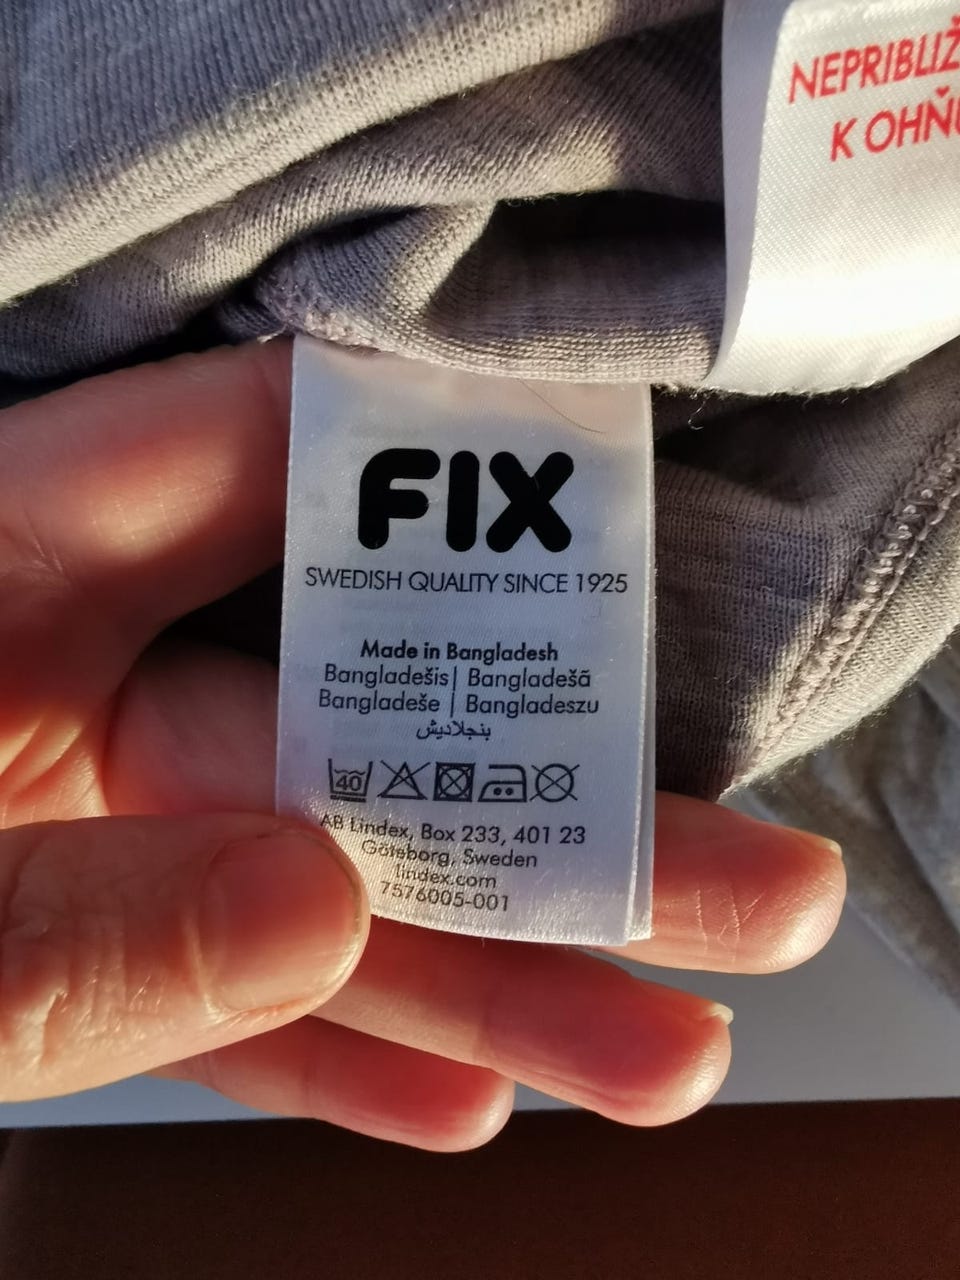 NEPRIBLIŽ
K OHŇU
FIX
SWEDISH QUALITY SINCE 1925
Made in Bangladesh
Bangladešis | Bangladešā
Bangladeše | Bangladeszu
بنجلاديش
40
AB Lindex, Box 233, 401 23
Göteborg, Sweden
lindex.com
7576005-001